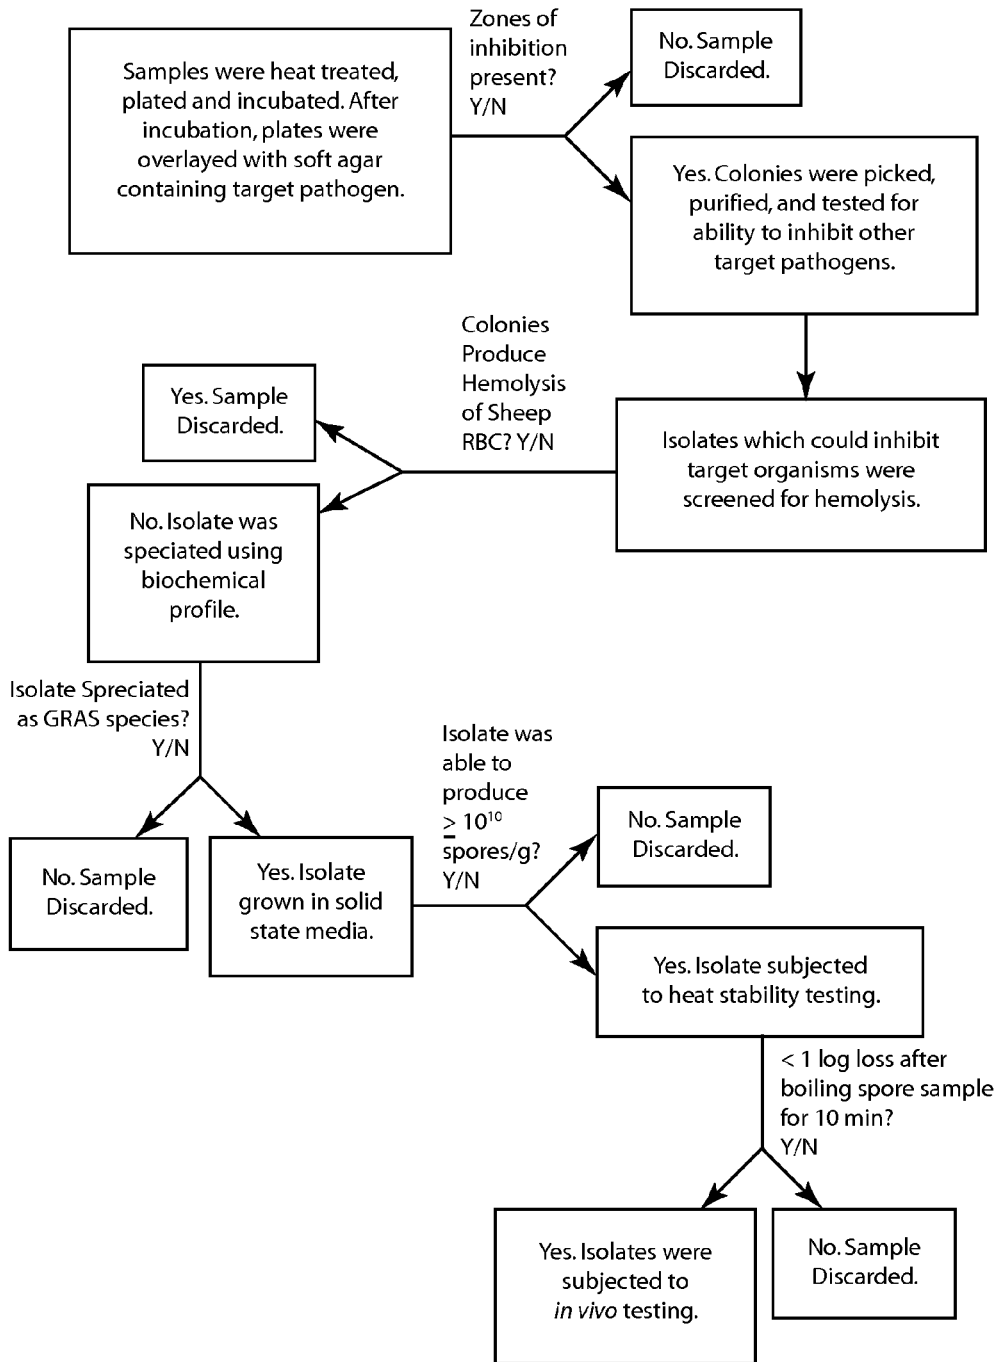 Samples were heat treated,
plated and incubated. After
incubation, plates were
overlayed with soft agar
containing target pathogen.
Zones of
inhibition
present?
Y/N
No. Sample
Discarded.
Yes. Colonies were picked,
purified, and tested for
ability to inhibit other
target pathogens.
Isolates which could inhibit
target organisms were
screened for hemolysis.
Colonies
Produce
Hemolysis
of Sheep
RBC? Y/N
Yes. Sample
Discarded.
No. Isolate was
speciated using
biochemical
profile.
Isolate Spreciated
as GRAS species?
Y/N
No. Sample
Discarded.
Yes. Isolate
grown in solid
state media.
Isolate was
able to
produce
≥ 10¹⁰
spores/g?
Y/N
No. Sample
Discarded.
Yes. Isolate subjected
to heat stability testing.
< 1 log loss after
boiling spore sample
for 10 min?
Y/N
Yes. Isolates were
subjected to
in vivo testing.
No. Sample
Discarded.